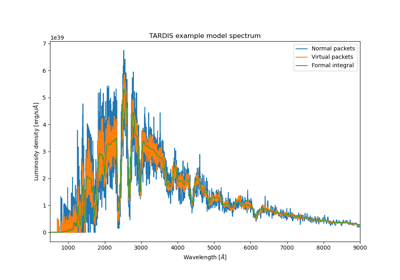 1e39
TARDIS example model spectrum
Normal packets
Virtual packets
Formal integral
7
6
5
4
3
2
1
0
Luminosity density [erg/s/Å]
1000 2000 3000 4000 5000 6000 7000 8000 9000
Wavelength [Å]